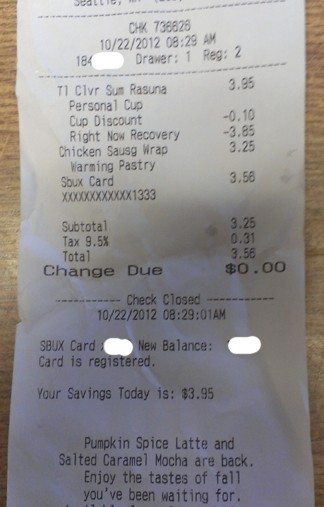 Seattle,
CHK 736626
10/22/2012 08:29 AM
184 Drawer: 1 Reg: 2
Tl Clvr Sum Rasuna 3.95
Personal Cup
Cup Discount -0.10
Right Now Recovery -3.85
Chicken Sausg Wrap 3.25
Warming Pastry
Sbux Card 3.56
XXXXXXXXXXXX1333
Subtotal 3.25
Tax 9.5% 0.31
Total 3.56
Change Due $0.00
Check Closed
10/22/2012 08:29:01AM
SBUX Card New Balance:
Card is registered.
Your Savings Today is: $3.95
Pumpkin Spice Latte and
Salted Caramel Mocha are back.
Enjoy the tastes of fall
you've been waiting for.